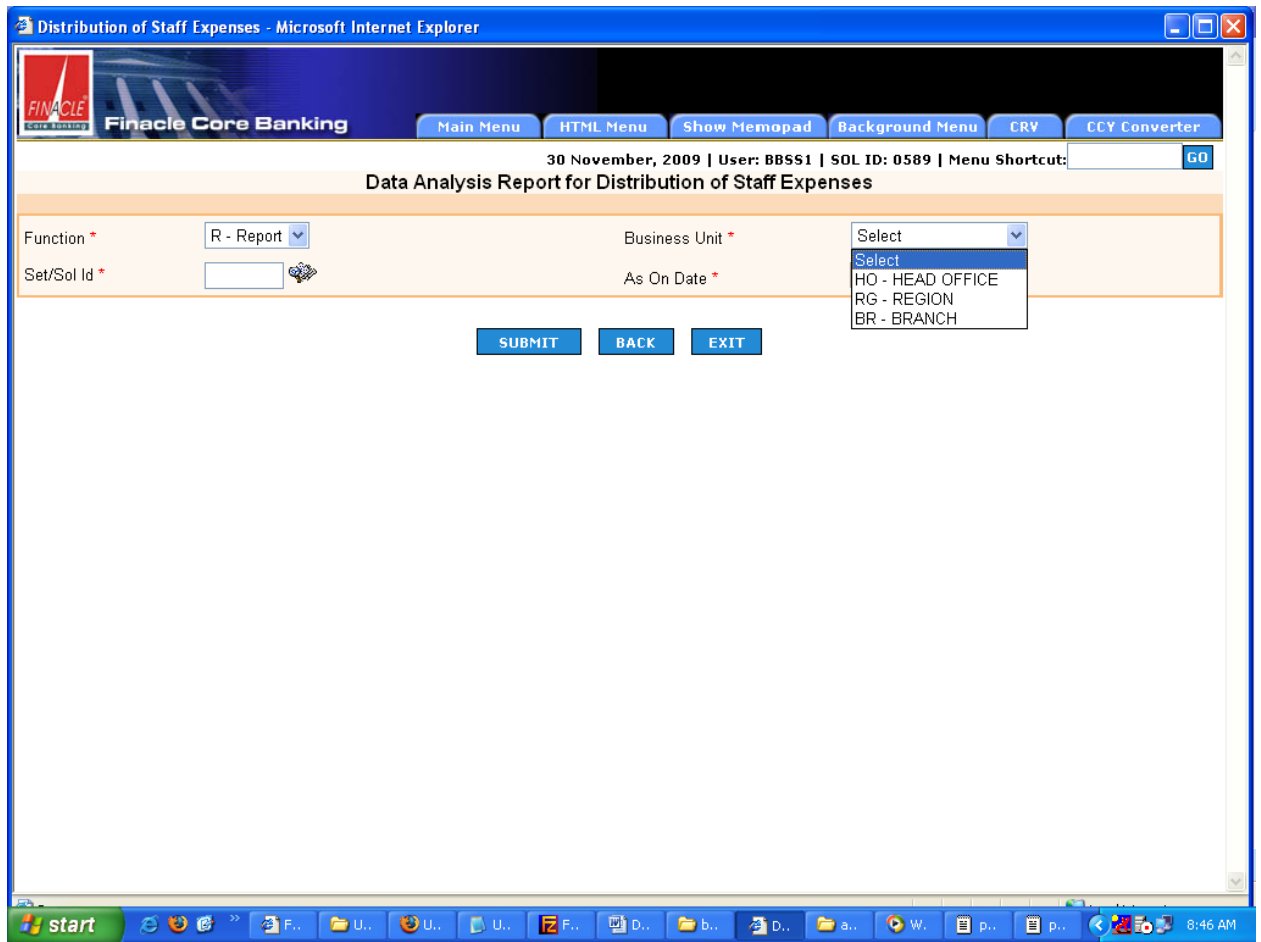 Distribution of Staff Expenses - Microsoft Internet Explorer
FINACLE
Core Banking
Finacle Core Banking
Main Menu HTML Menu Show Memopad Background Menu CRV CCY Converter
30 November, 2009 | User: BBSS1 | SOL ID: 0589 | Menu Shortcut: GO
Data Analysis Report for Distribution of Staff Expenses
Function * R - Report Business Unit * Select
Select
Set/Sol Id * As On Date * HO - HEAD OFFICE
RG - REGION
BR - BRANCH
SUBMIT BACK EXIT
start F.. U.. U.. U.. F.. D.. b.. D.. a.. W. p.. p.. 8:46 AM